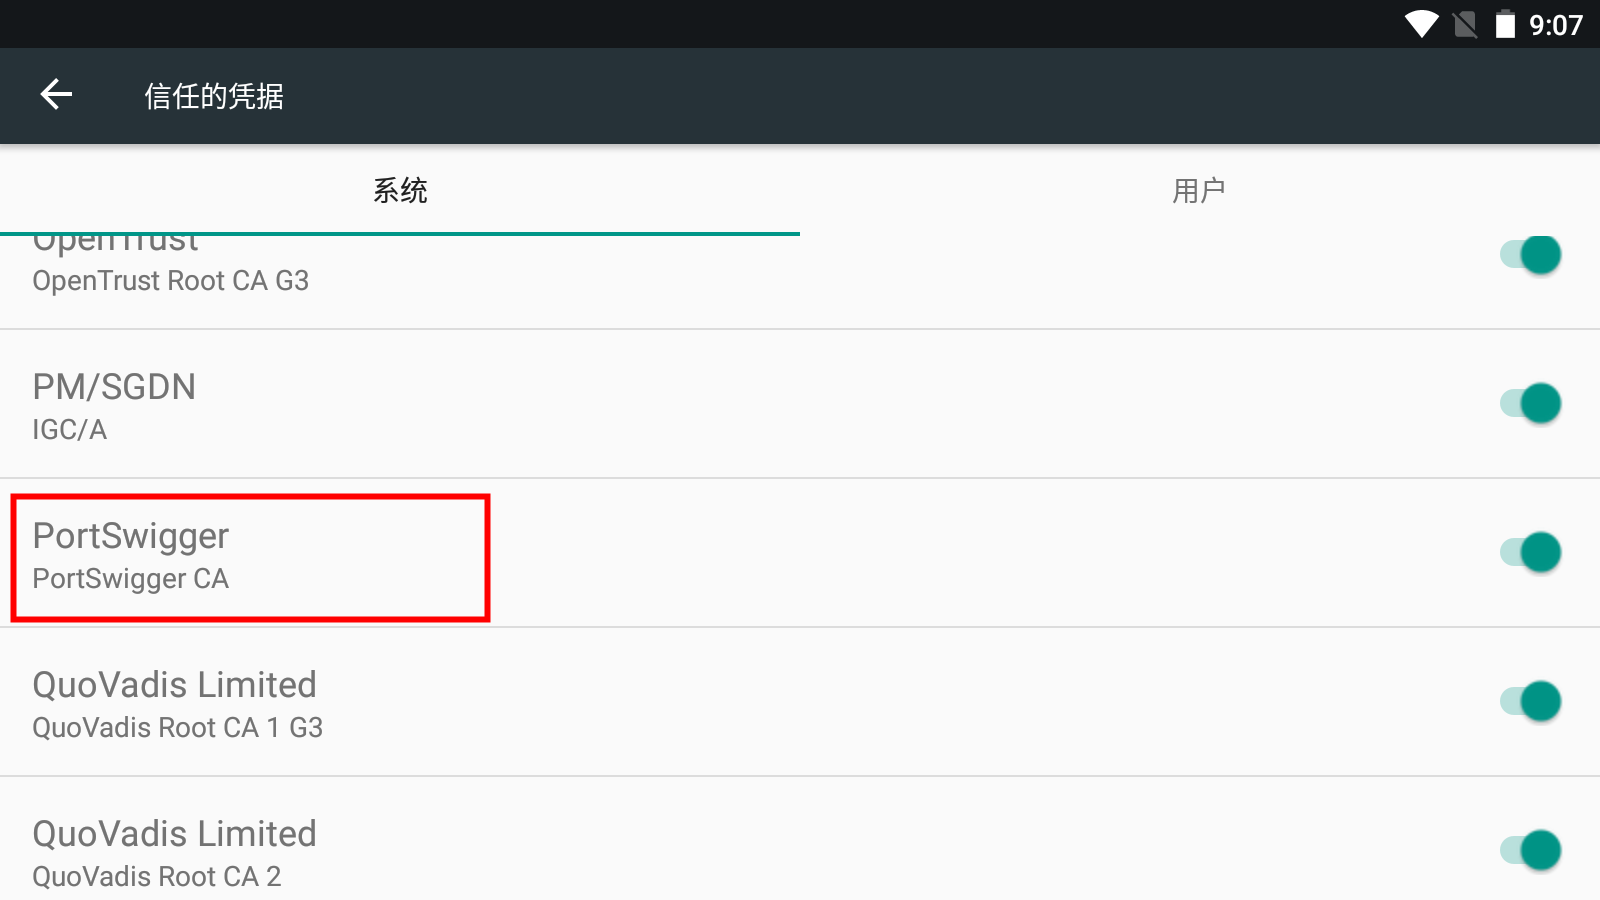 9:07
信任的凭据
系统
用户
OpenTrust
OpenTrust Root CA G3
PM/SGDN
IGC/A
PortSwigger
PortSwigger CA
QuoVadis Limited
QuoVadis Root CA 1 G3
QuoVadis Limited
QuoVadis Root CA 2